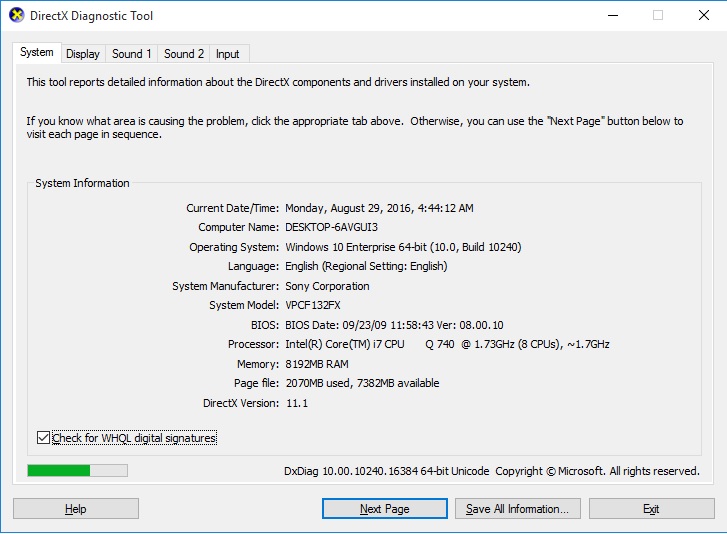 DirectX Diagnostic Tool
System Display Sound 1 Sound 2 Input
This tool reports detailed information about the DirectX components and drivers installed on your system.
If you know what area is causing the problem, click the appropriate tab above. Otherwise, you can use the "Next Page" button below to
visit each page in sequence.
System Information
Current Date/Time: Monday, August 29, 2016, 4:44:12 AM
Computer Name: DESKTOP-6AVGUI3
Operating System: Windows 10 Enterprise 64-bit (10.0, Build 10240)
Language: English (Regional Setting: English)
System Manufacturer: Sony Corporation
System Model: VPCF132FX
BIOS: BIOS Date: 09/23/09 11:58:43 Ver: 08.00.10
Processor: Intel(R) Core(TM) i7 CPU Q 740 @ 1.73GHz (8 CPUs), ~1.7GHz
Memory: 8192MB RAM
Page file: 2070MB used, 7382MB available
DirectX Version: 11.1
Check for WHQL digital signatures
DxDiag 10.00.10240.16384 64-bit Unicode Copyright © Microsoft. All rights reserved.
Help Next Page Save All Information... Exit